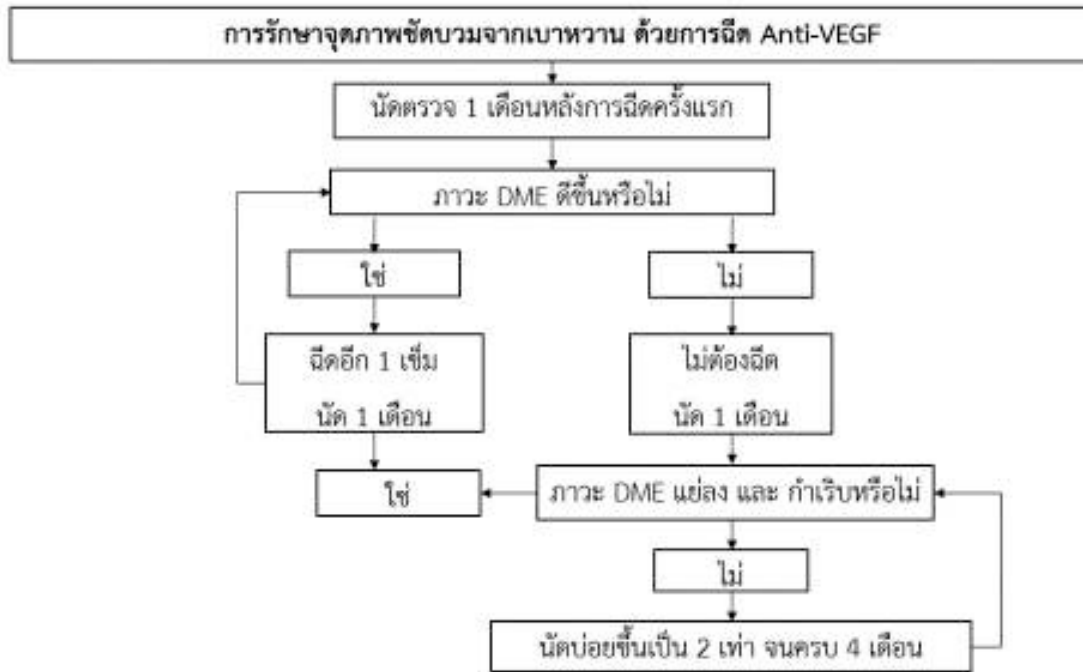 การรักษาจุดภาพชัดบวมจากเบาหวาน ด้วยการฉีด Anti-VEGF
นัดตรวจ 1 เดือนหลังการฉีดครั้งแรก
ภาวะ DME ดีขึ้นหรือไม่
ใช่
ไม่
ฉีดอีก 1 เข็ม
นัด 1 เดือน
ไม่ต้องฉีด
นัด 1 เดือน
ใช่
ภาวะ DME แย่ลง และ กำเริบหรือไม่
ไม่
นัดบ่อยขึ้นเป็น 2 เท่า จนครบ 4 เดือน